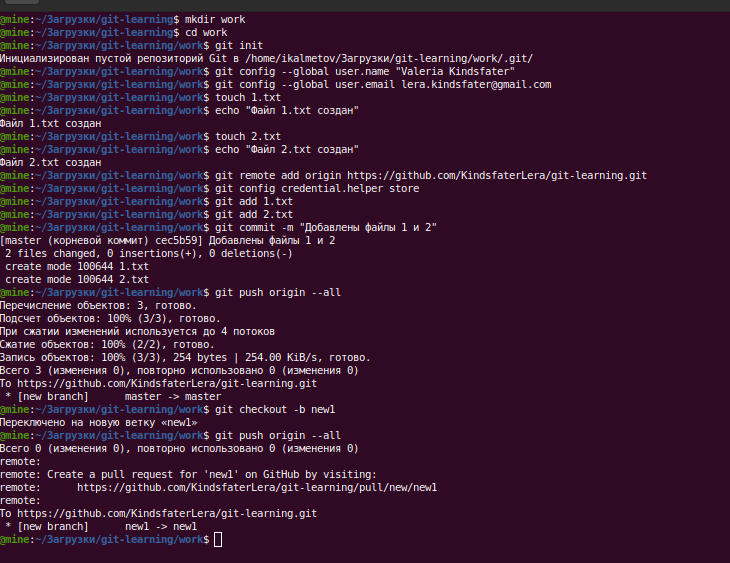 @mine:~/Загрузки/git-learning$ mkdir work
@mine:~/Загрузки/git-learning$ cd work
@mine:~/Загрузки/git-learning/work$ git init
Инициализирован пустой репозиторий Git в /home/ikalmetov/Загрузки/git-learning/work/.git/
@mine:~/Загрузки/git-learning/work$ git config --global user.name "Valeria Kindsfater"
@mine:~/Загрузки/git-learning/work$ git config --global user.email lera.kindsfater@gmail.com
@mine:~/Загрузки/git-learning/work$ touch 1.txt
@mine:~/Загрузки/git-learning/work$ echo "Файл 1.txt создан"
Файл 1.txt создан
@mine:~/Загрузки/git-learning/work$ touch 2.txt
@mine:~/Загрузки/git-learning/work$ echo "Файл 2.txt создан"
Файл 2.txt создан
@mine:~/Загрузки/git-learning/work$ git remote add origin https://github.com/KindsfaterLera/git-learning.git
@mine:~/Загрузки/git-learning/work$ git config credential.helper store
@mine:~/Загрузки/git-learning/work$ git add 1.txt
@mine:~/Загрузки/git-learning/work$ git add 2.txt
@mine:~/Загрузки/git-learning/work$ git commit -m "Добавлены файлы 1 и 2"
[master (корневой коммит) cec5b59] Добавлены файлы 1 и 2
 2 files changed, 0 insertions(+), 0 deletions(-)
 create mode 100644 1.txt
 create mode 100644 2.txt
@mine:~/Загрузки/git-learning/work$ git push origin --all
Перечисление объектов: 3, готово.
Подсчет объектов: 100% (3/3), готово.
При сжатии изменений используется до 4 потоков
Сжатие объектов: 100% (2/2), готово.
Запись объектов: 100% (3/3), 254 bytes | 254.00 KiB/s, готово.
Всего 3 (изменения 0), повторно использовано 0 (изменения 0)
To https://github.com/KindsfaterLera/git-learning.git
 * [new branch]      master -> master
@mine:~/Загрузки/git-learning/work$ git checkout -b new1
Переключено на новую ветку «new1»
@mine:~/Загрузки/git-learning/work$ git push origin --all
Всего 0 (изменения 0), повторно использовано 0 (изменения 0)
remote:
remote: Create a pull request for 'new1' on GitHub by visiting:
remote:      https://github.com/KindsfaterLera/git-learning/pull/new/new1
remote:
To https://github.com/KindsfaterLera/git-learning.git
 * [new branch]      new1 -> new1
@mine:~/Загрузки/git-learning/work$